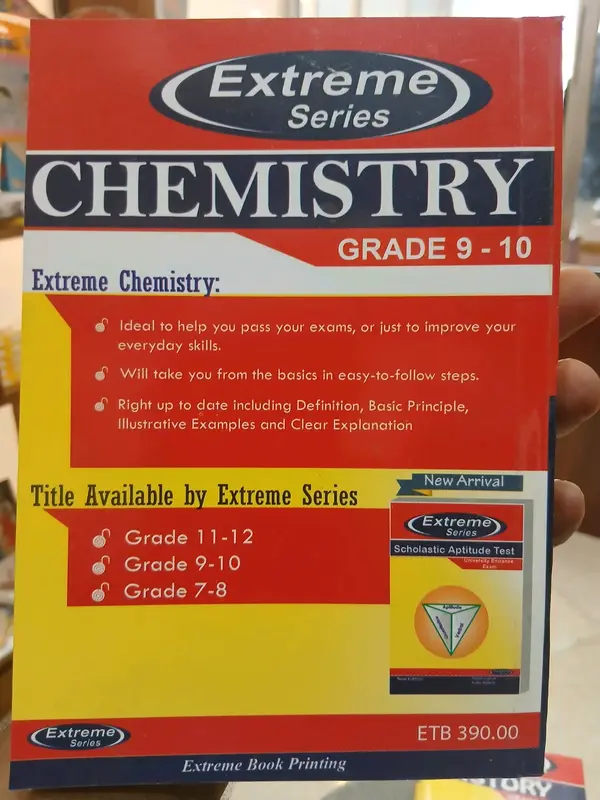 Extreme
Series
CHEMISTRY
GRADE 9 - 10
Extreme Chemistry:
Ideal to help you pass your exams, or just to improve your
everyday skills.
Will take you from the basics in easy-to-follow steps.
Right up to date including Definition, Basic Principle,
Illustrative Examples and Clear Explanation
Title Available by Extreme Series
Grade 11-12
Grade 9-10
Grade 7-8
New Arrival
Extreme
Series
Scholastic Aptitude Test
University Entrance
Exam
Extreme
Series
ETB 390.00
Extreme Book Printing